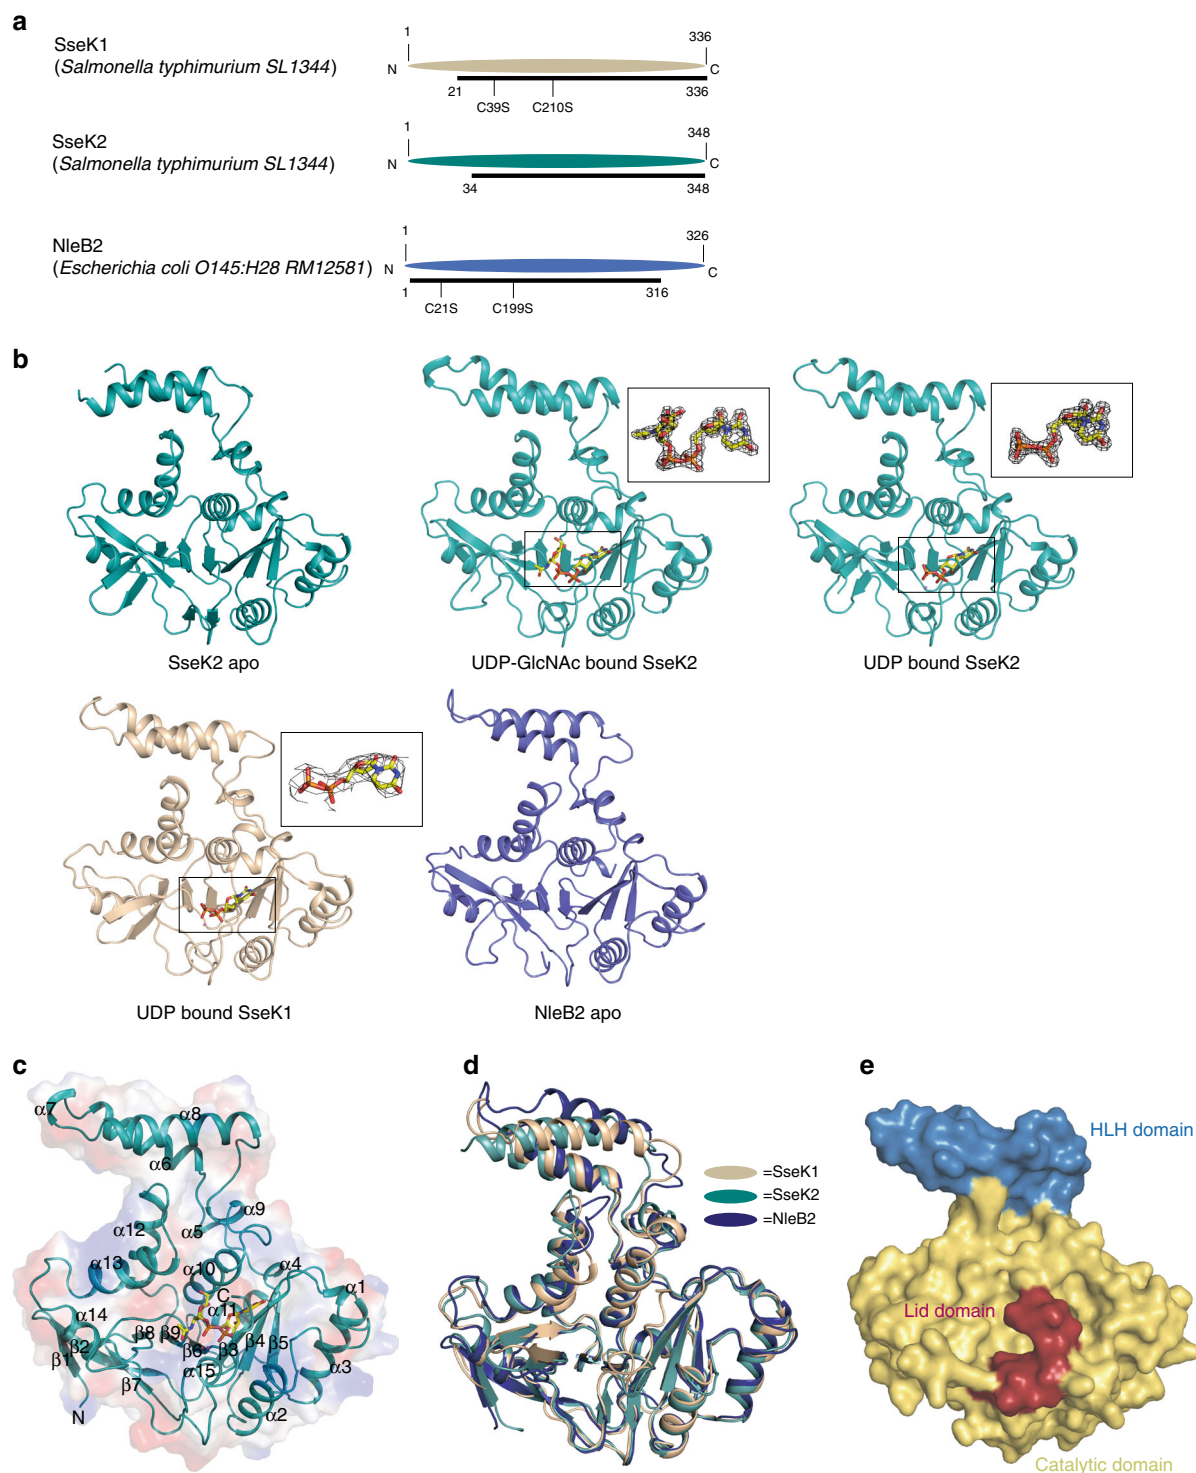 a
SseK1
(Salmonella typhimurium SL1344)
1
336
N
C
21
336
C39S
C210S
SseK2
(Salmonella typhimurium SL1344)
1
348
N
C
34
348
NleB2
(Escherichia coli O145:H28 RM12581)
1
326
N
C
1
316
C21S
C199S
b
SseK2 apo
UDP-GlcNAc bound SseK2
UDP bound SseK2
UDP bound SseK1
NleB2 apo
c
α7
α8
α6
α12
α5
α9
α13
α10
α4
α1
C
α11
α14
β2
β1
β8
β9
β6
β3
β4
β5
α3
α15
β7
N
α2
d
=SseK1
=SseK2
=NleB2
e
HLH domain
Lid domain
Catalytic domain